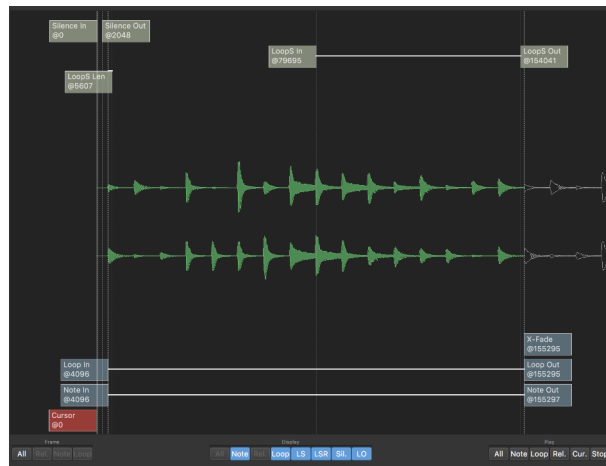 Silence In
@0
Silence Out
@2048
LoopS In
@79695
LoopS Out
@154041
LoopS Len
@5607
X-Fade
@155295
Loop In
@4096
Loop Out
@155295
Note In
@4096
Note Out
@155297
Cursor
@0
Frame
Display
Play
All Rel. Note Loop
All Note Rel. Loop LS LSR Sil. LO
All Note Loop Rel. Cur. Stop